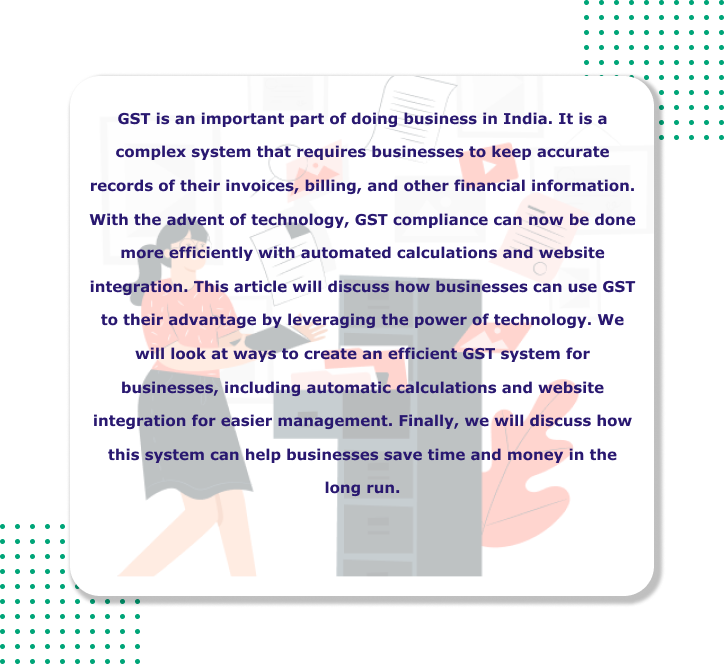 GST is an important part of doing business in India. It is a
complex system that requires businesses to keep accurate
records of their invoices, billing, and other financial information.
With the advent of technology, GST compliance can now be done
more efficiently with automated calculations and website
integration. This article will discuss how businesses can use GST
to their advantage by leveraging the power of technology. We
will look at ways to create an efficient GST system for
businesses, including automatic calculations and website
integration for easier management. Finally, we will discuss how
this system can help businesses save time and money in the
long run.